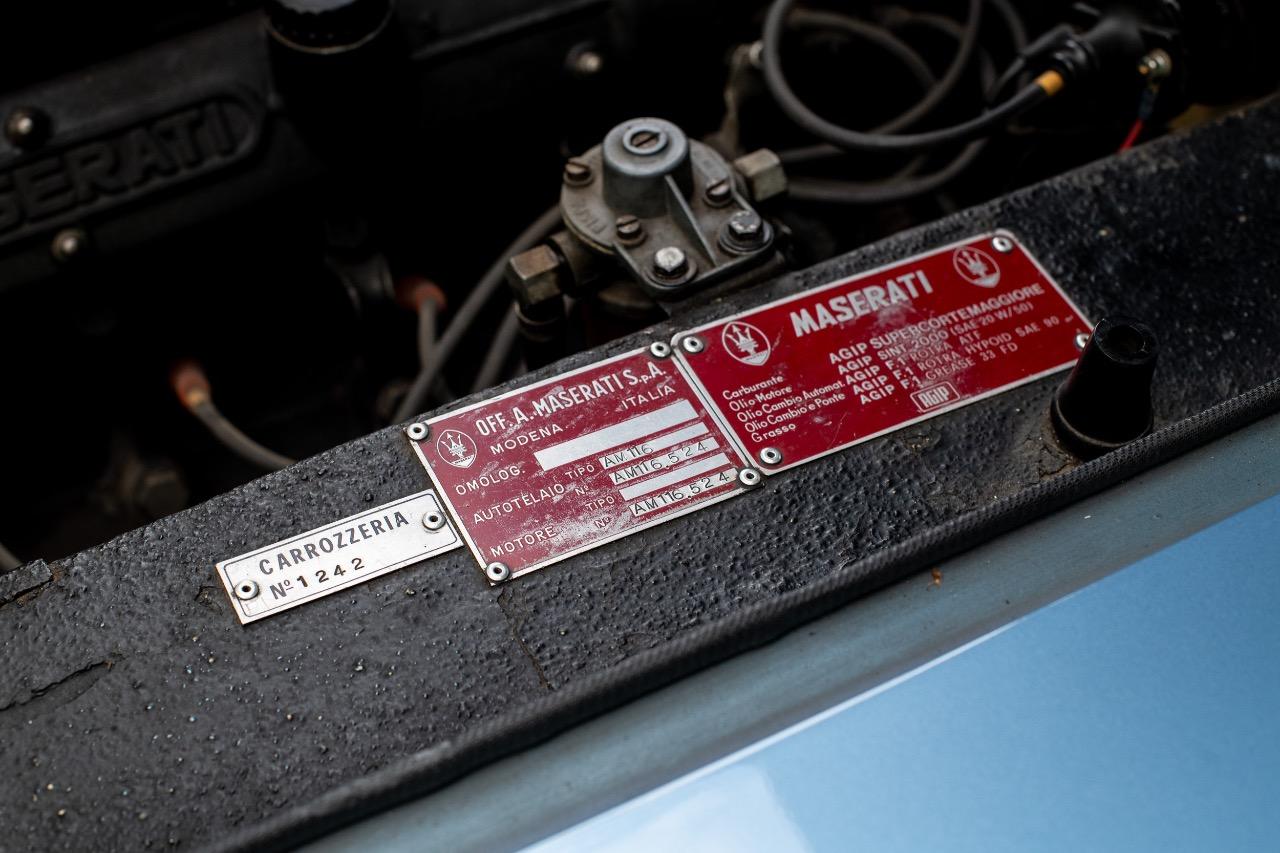 MASERATI
CARROZZERIA
Nº 1242
OFF. A. MASERATI S.p.A.
MODENA ITALIA
OMOLOG.
AUTOTELAIO TIPO AM116
Nº AM116.524
MOTORE TIPO
Nº AM116.524
MASERATI
Carburante AGIP SUPERCORTEMAGGIORE
Olio Motore AGIP SINT 2000 (SAE 20 W/50)
Olio Cambio Automat. AGIP F.1 ROTRA ATF
Olio Cambio e Ponte AGIP F.1 ROTRA HYPOID SAE 90
Grasso AGIP F.1 GREASE 33 FD
AGIP